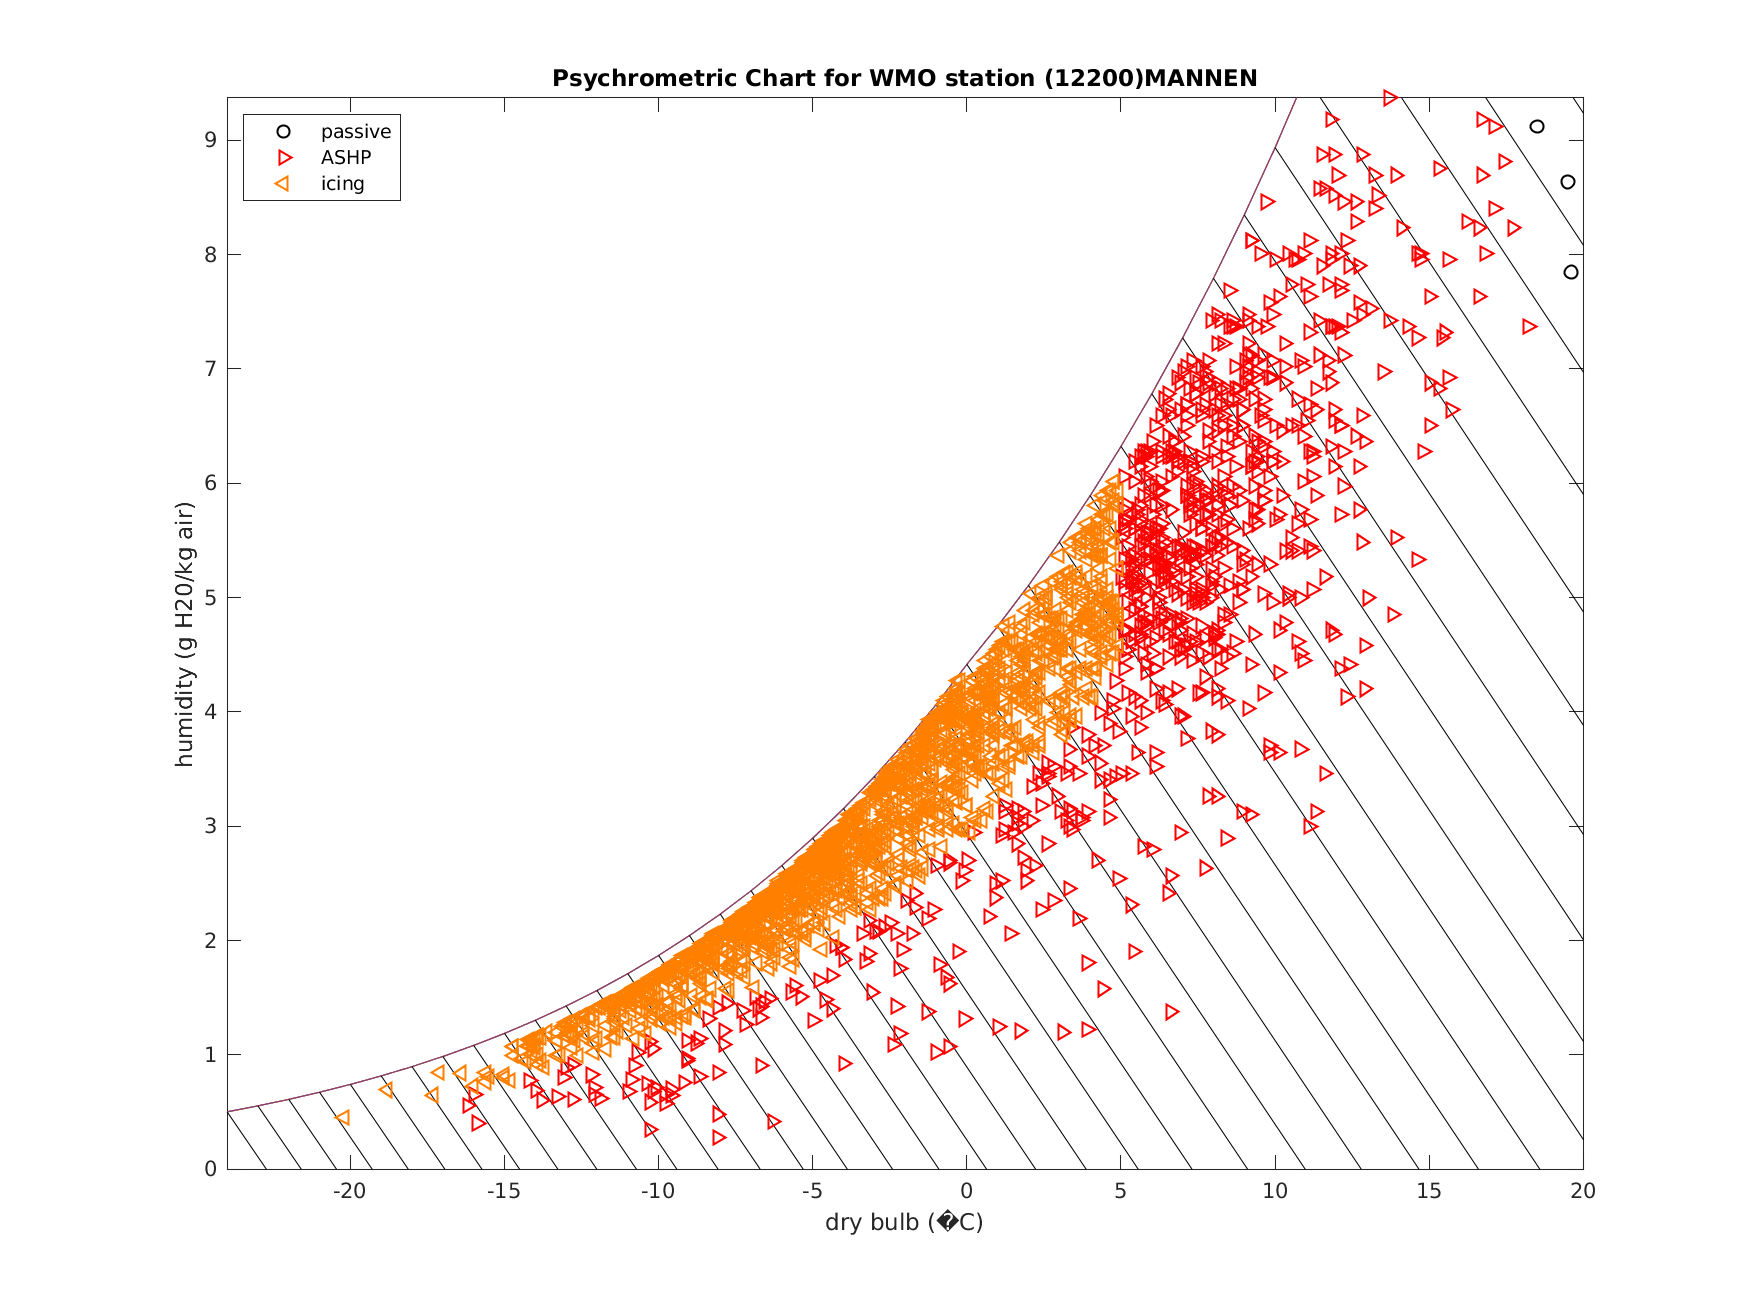 Psychrometric Chart for WMO station (12200)MANNEN
passive
ASHP
icing
humidity (g H20/kg air)
9
8
7
6
5
4
3
2
1
0
-20 -15 -10 -5 0 5 10 15 20
dry bulb (�C)